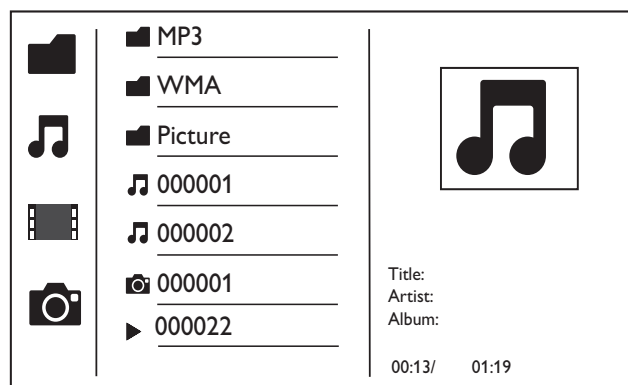 MP3
WMA
Picture
000001
000002
000001
000022
Title:
Artist:
Album:
00:13/ 01:19